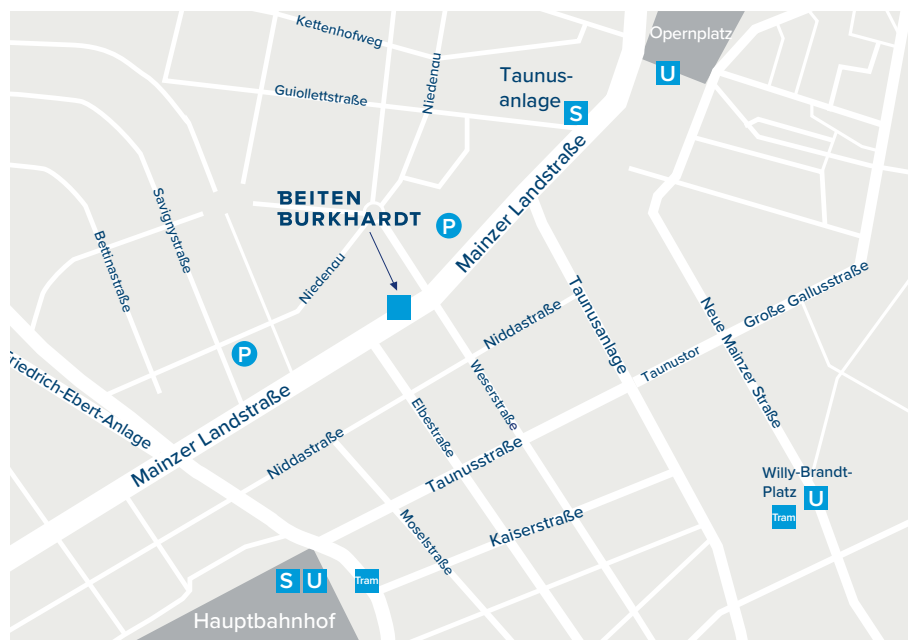 Kettenhofweg
Opernplatz
Niedenau
U
Taunus-
anlage
S
Guiollettstraße
Mainzer Landstraße
BEITEN
BURKHARDT
P
Savignystraße
Bettinastraße
Niedenau
Große Gallusstraße
Taunusanlage
Neue Mainzer Straße
Niddastraße
P
Taunustor
Weserstraße
Friedrich-Ebert-Anlage
Mainzer Landstraße
Elbestraße
Niddastraße
Taunusstraße
Willy-Brandt-
Platz
U
Tram
Kaiserstraße
Moselstraße
S
U
Tram
Hauptbahnhof